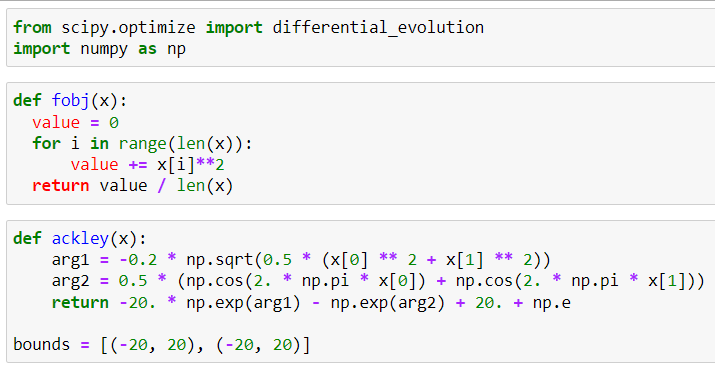 from scipy.optimize import differential_evolution
import numpy as np
def fobj(x):
  value = 0
  for i in range(len(x)):
      value += x[i]**2
  return value / len(x)
def ackley(x):
    arg1 = -0.2 * np.sqrt(0.5 * (x[0] ** 2 + x[1] ** 2))
    arg2 = 0.5 * (np.cos(2. * np.pi * x[0]) + np.cos(2. * np.pi * x[1]))
    return -20. * np.exp(arg1) - np.exp(arg2) + 20. + np.e
bounds = [(-20, 20), (-20, 20)]